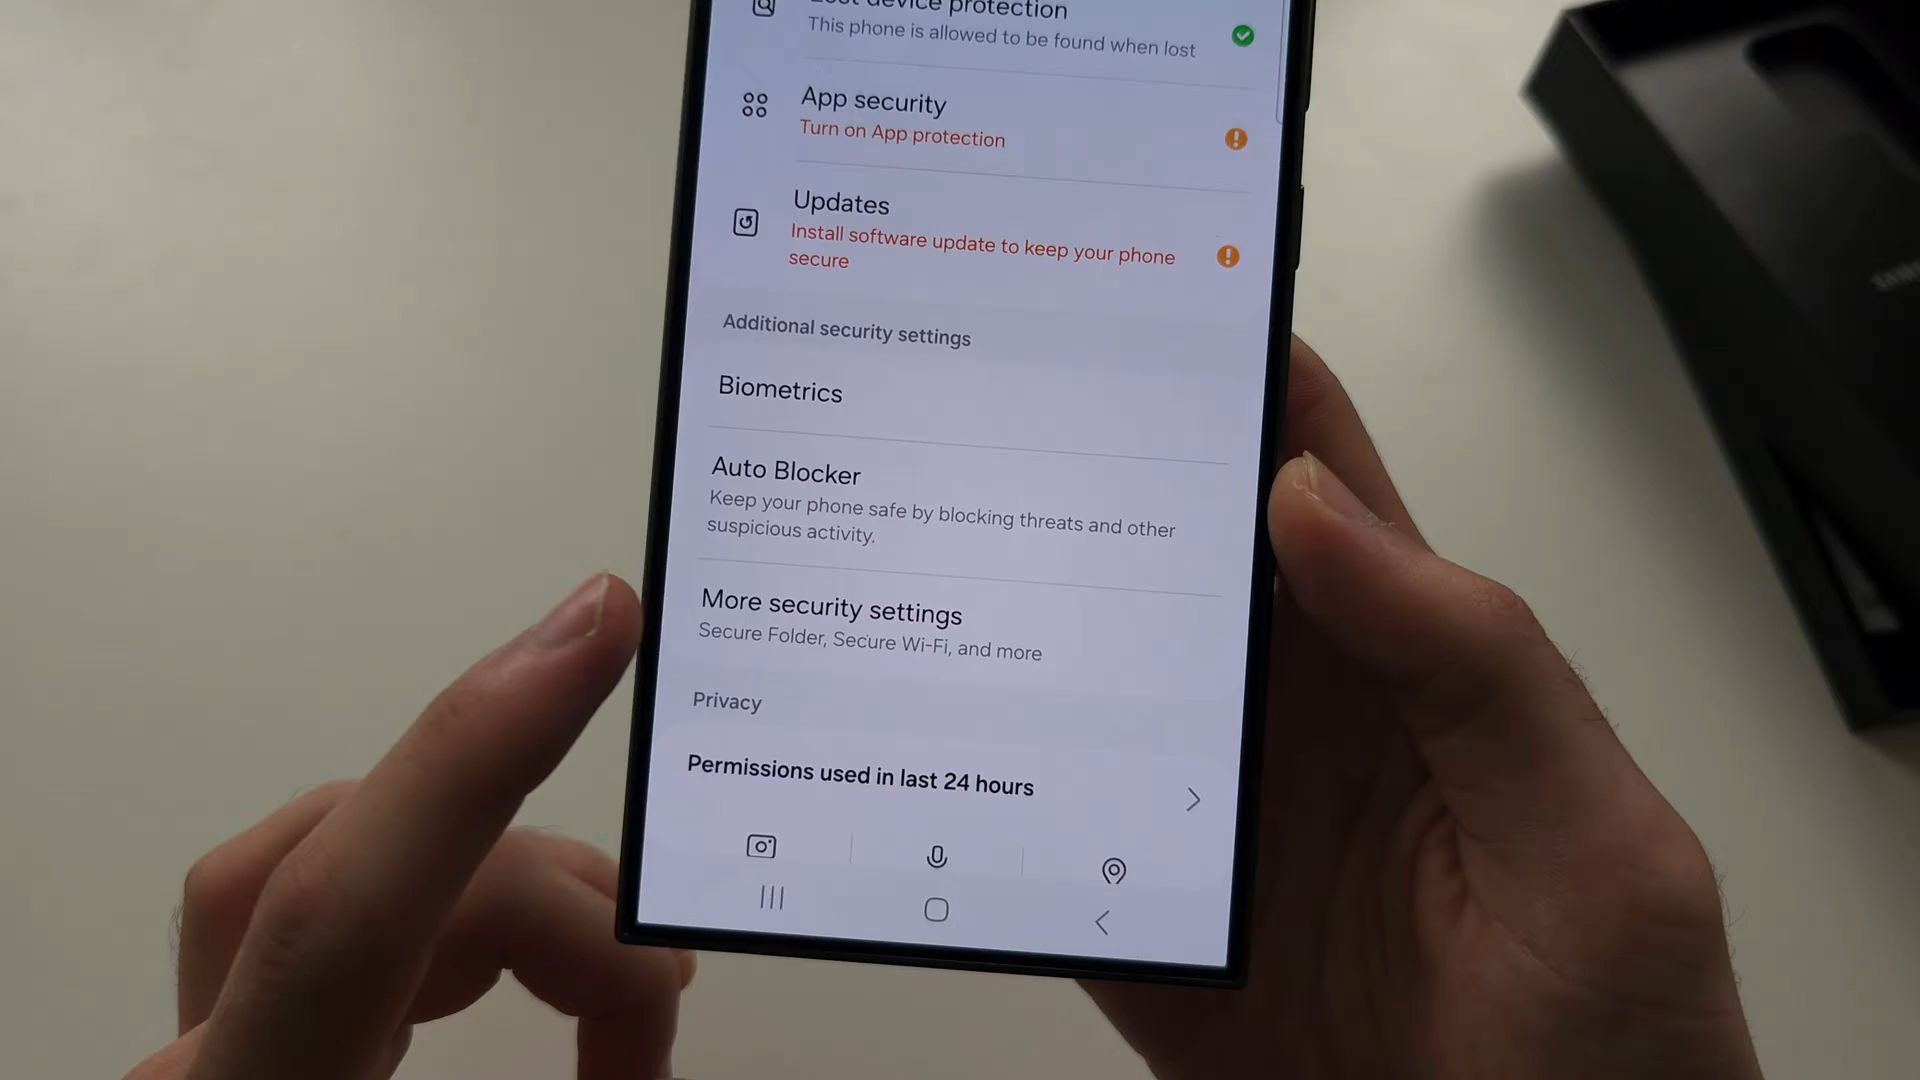 device protection
This phone is allowed to be found when lost
App security
Turn on App protection
Updates
Install software update to keep your phone
secure
Additional security settings
Biometrics
Auto Blocker
Keep your phone safe by blocking threats and other
suspicious activity.
More security settings
Secure Folder, Secure Wi-Fi, and more
Privacy
Permissions used in last 24 hours